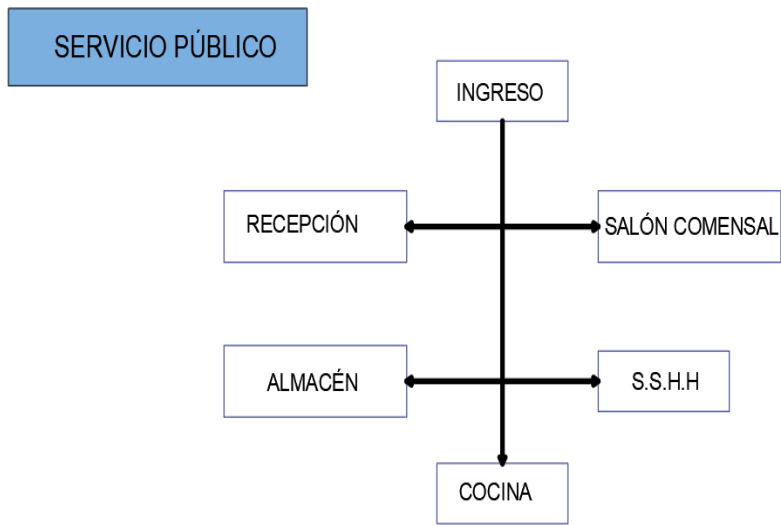 SERVICIO PÚBLICO
INGRESO
RECEPCIÓN
SALÓN COMENSAL
ALMACÉN
S.S.H.H
COCINA